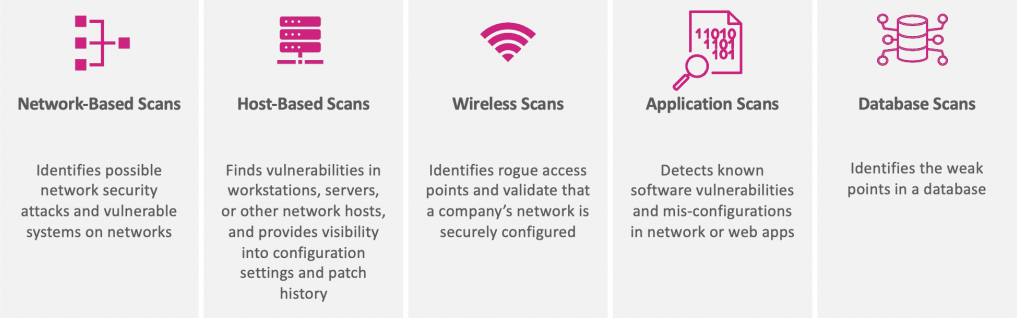 11010
1101
101
Network-Based Scans
Identifies possible
network security
attacks and vulnerable
systems on networks
Host-Based Scans
Finds vulnerabilities in
workstations, servers,
or other network hosts,
and provides visibility
into configuration
settings and patch
history
Wireless Scans
Identifies rogue access
points and validate that
a company’s network is
securely configured
Application Scans
Detects known
software vulnerabilities
and mis-configurations
in network or web apps
Database Scans
Identifies the weak
points in a database